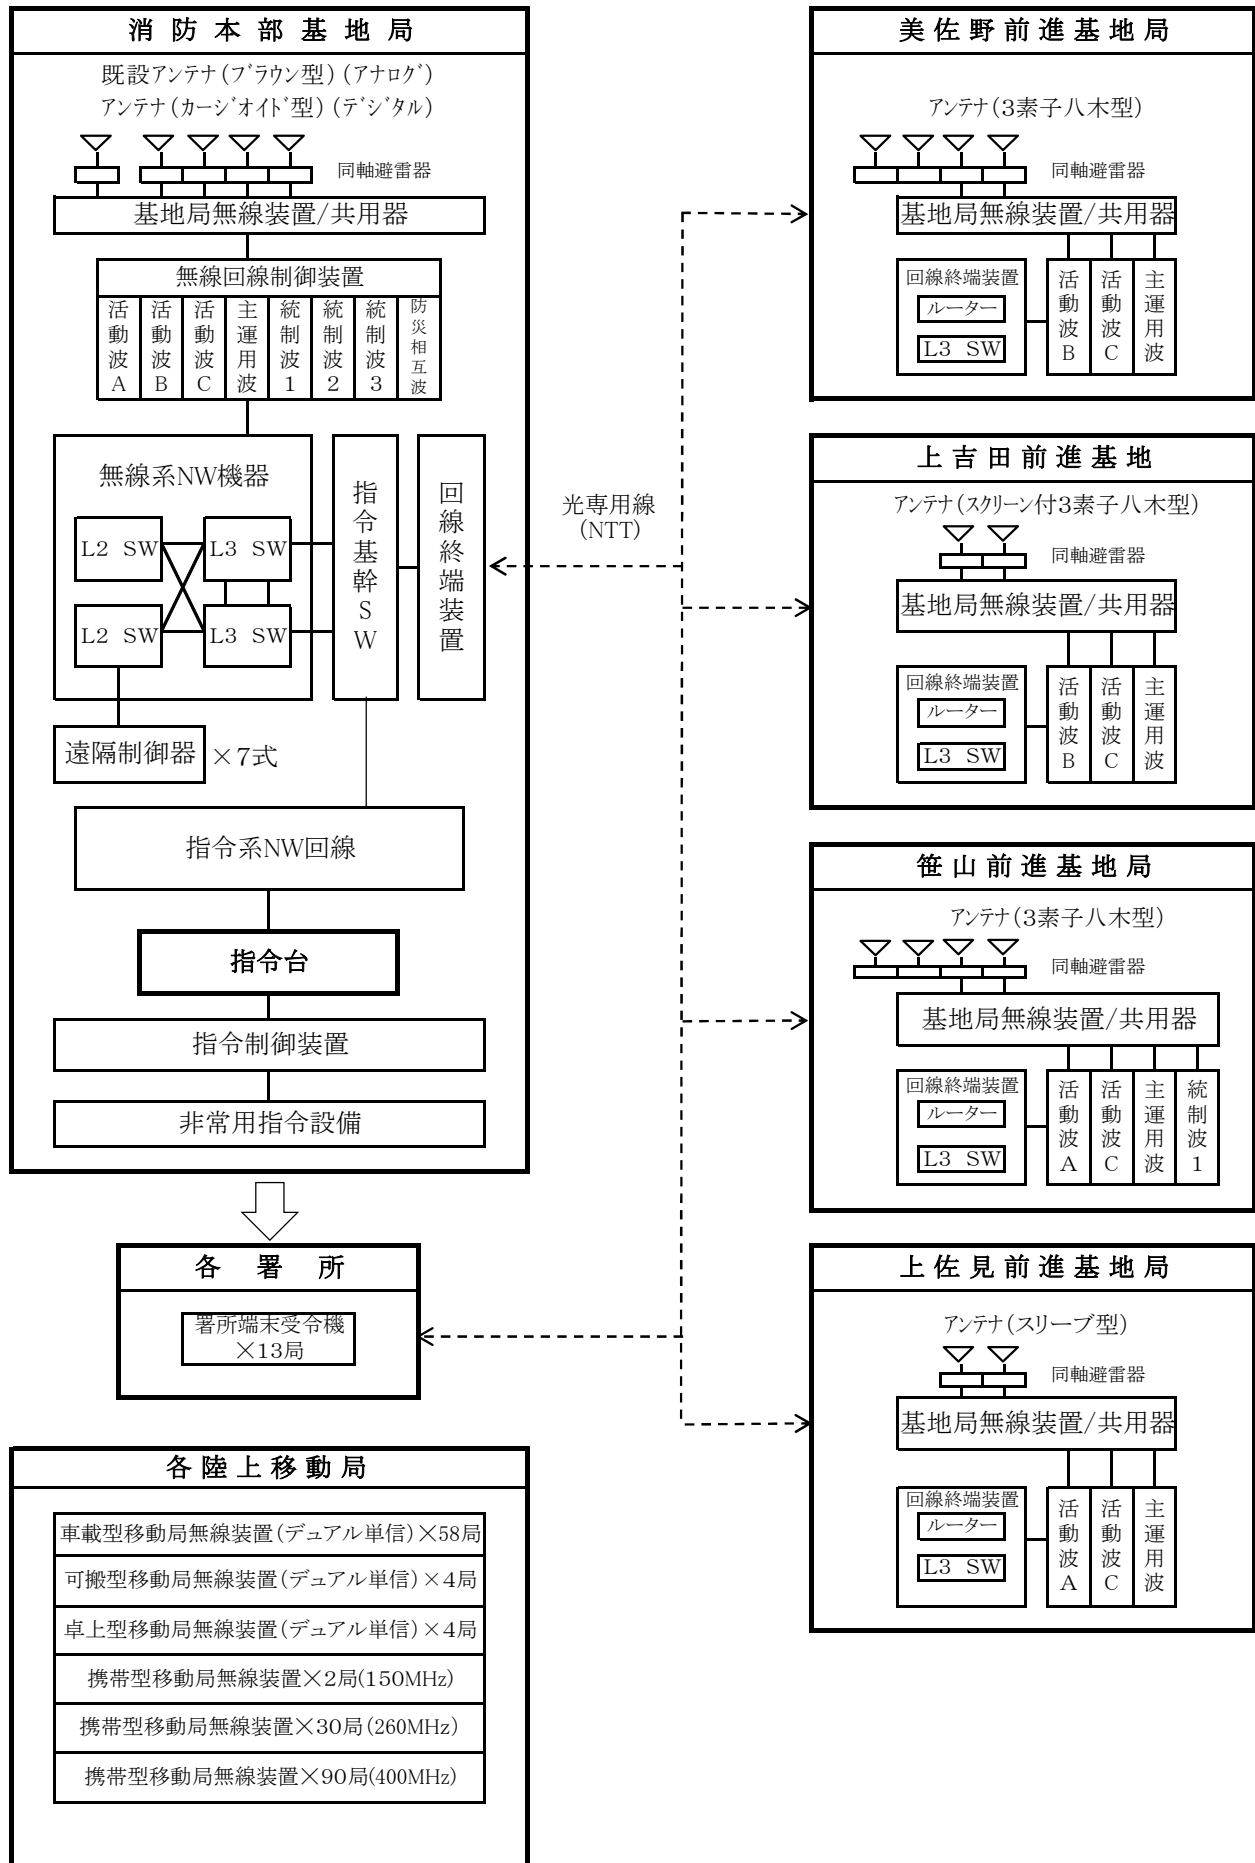 消防本部基地局
既設アンテナ(ブラウン型)(アナログ)
アンテナ(カージオイド型)(デジタル)
同軸避雷器
基地局無線装置/共用器
無線回線制御装置
活動波A
活動波B
活動波C
主運用波
統制波1
統制波2
統制波3
防災相互波
無線系NW機器
L2 SW
L3 SW
L2 SW
L3 SW
指令基幹SW
回線終端装置
遠隔制御器
×7式
指令系NW回線
指令台
指令制御装置
非常用指令設備
各署所
署所端末受令機
×13局
各陸上移動局
車載型移動局無線装置(デュアル単信)×58局
可搬型移動局無線装置(デュアル単信)×4局
卓上型移動局無線装置(デュアル単信)×4局
携帯型移動局無線装置×2局(150MHz)
携帯型移動局無線装置×30局(260MHz)
携帯型移動局無線装置×90局(400MHz)
光専用線
(NTT)
美佐野前進基地局
アンテナ(3素子八木型)
同軸避雷器
基地局無線装置/共用器
回線終端装置
ルーター
L3 SW
活動波B
活動波C
主運用波
上吉田前進基地
アンテナ(スクリーン付3素子八木型)
同軸避雷器
基地局無線装置/共用器
回線終端装置
ルーター
L3 SW
活動波B
活動波C
主運用波
笹山前進基地局
アンテナ(3素子八木型)
同軸避雷器
基地局無線装置/共用器
回線終端装置
ルーター
L3 SW
活動波A
活動波C
主運用波
統制波1
上佐見前進基地局
アンテナ(スリーブ型)
同軸避雷器
基地局無線装置/共用器
回線終端装置
ルーター
L3 SW
活動波A
活動波C
主運用波